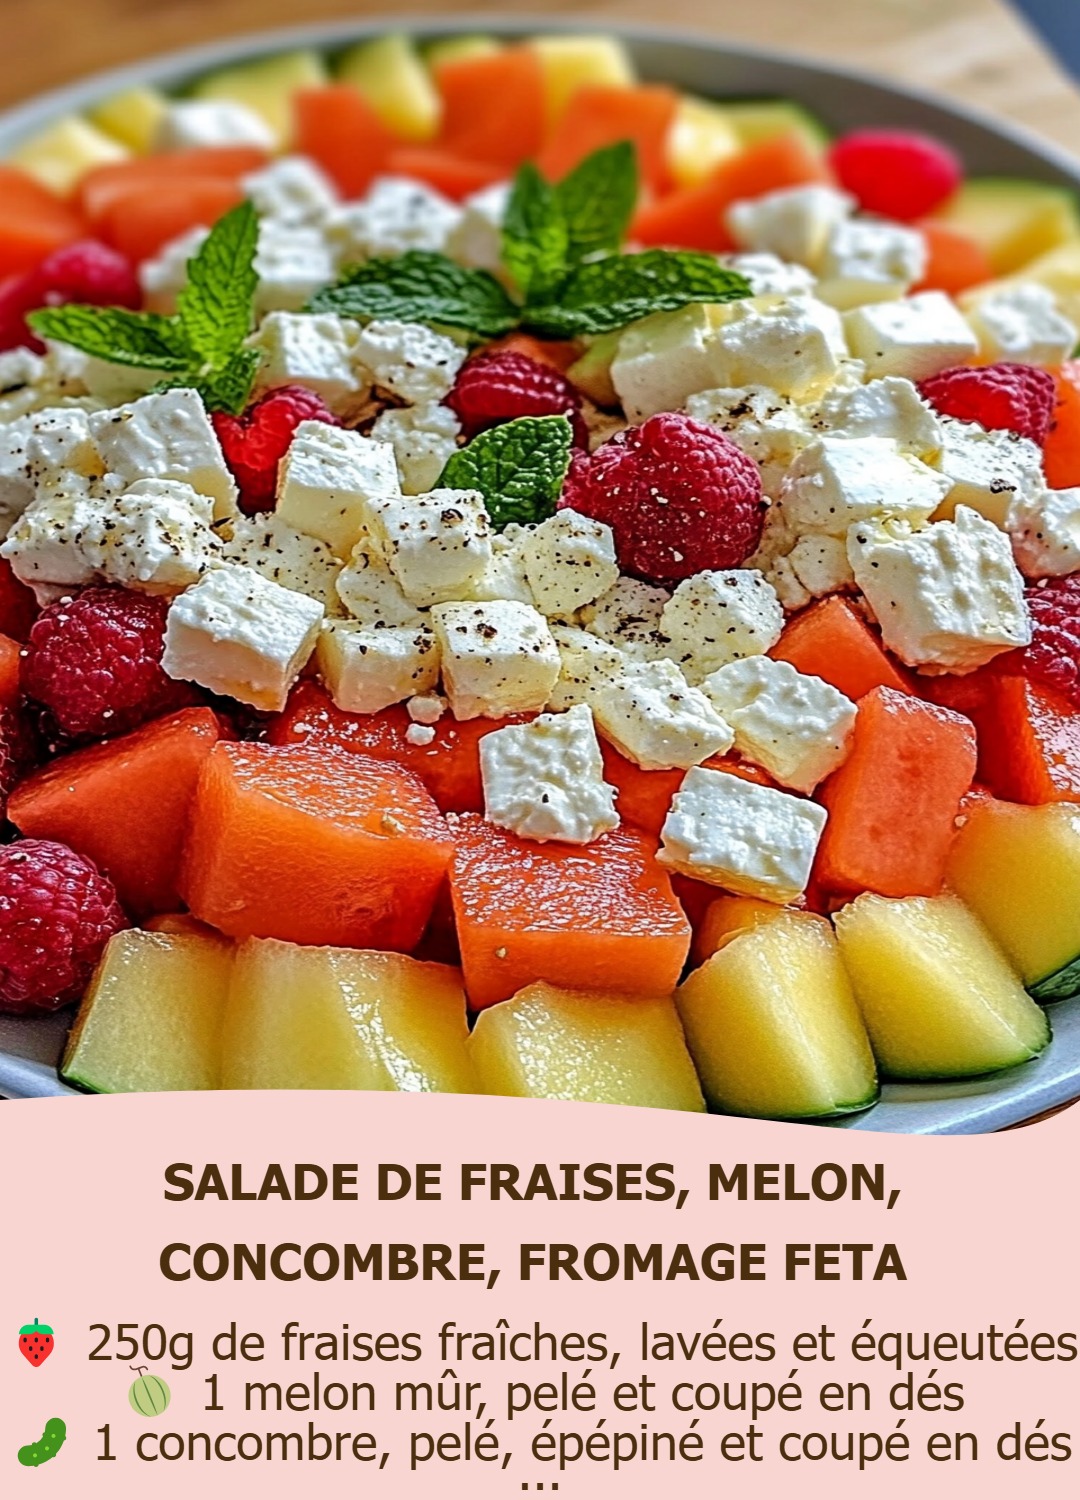 SALADE DE FRAISES, MELON,
CONCOMBRE, FROMAGE FETA
250g de fraises fraîches, lavées et équeutées
1 melon mûr, pelé et coupé en dés
1 concombre, pelé, épépiné et coupé en dés
...